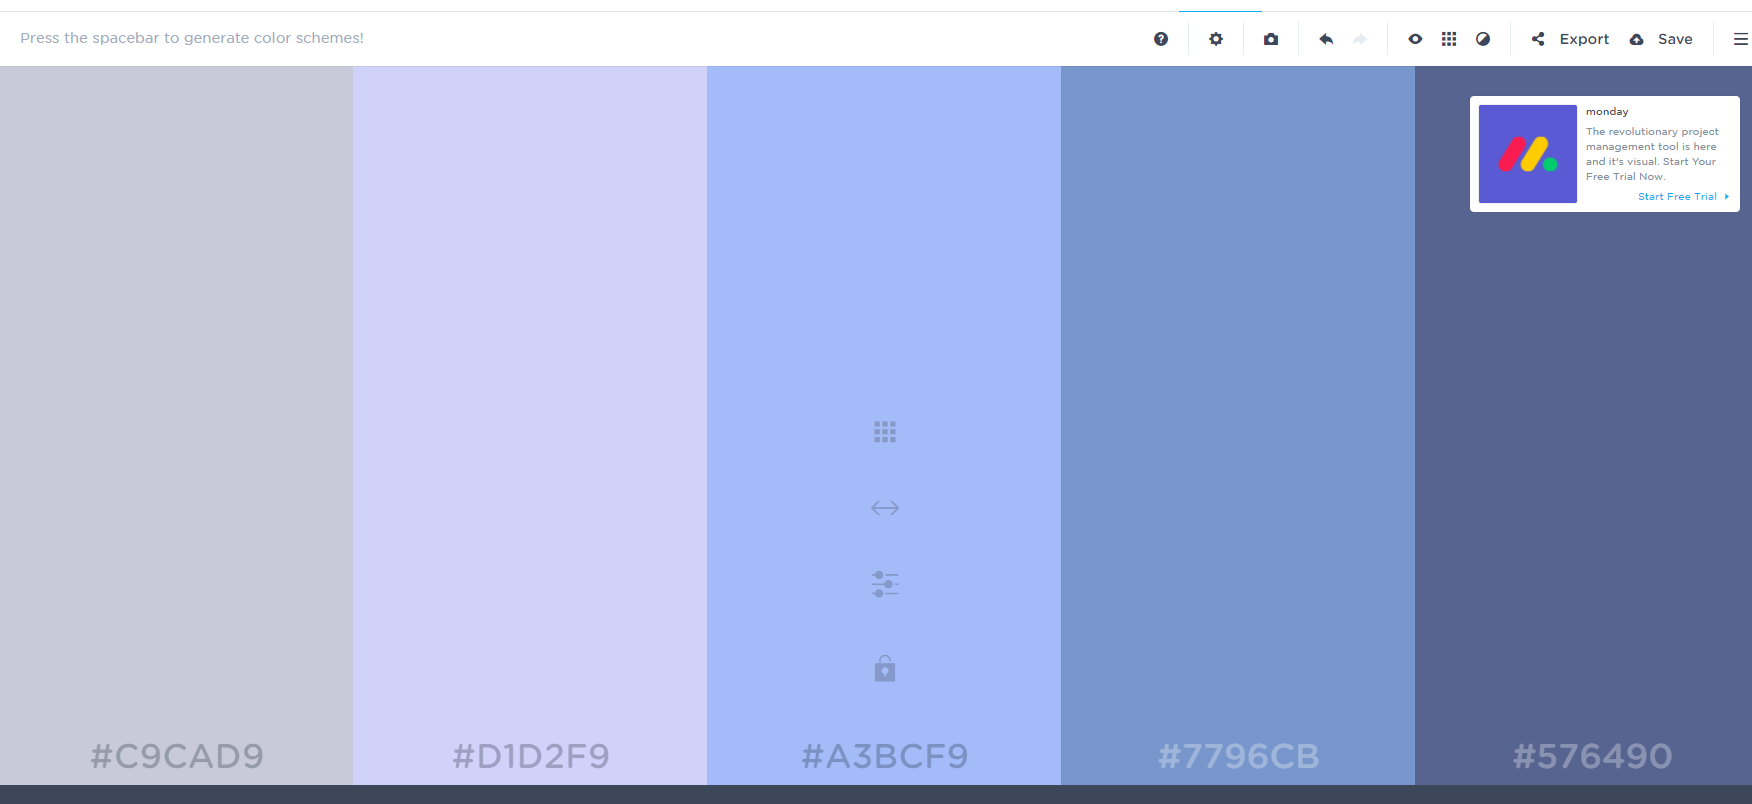 Press the spacebar to generate color schemes!
Export
Save
monday
The revolutionary project
management tool is here
and it's visual. Start Your
Free Trial Now.
Start Free Trial
#C9CAD9
#D1D2F9
#A3BCF9
#7796CB
#576490